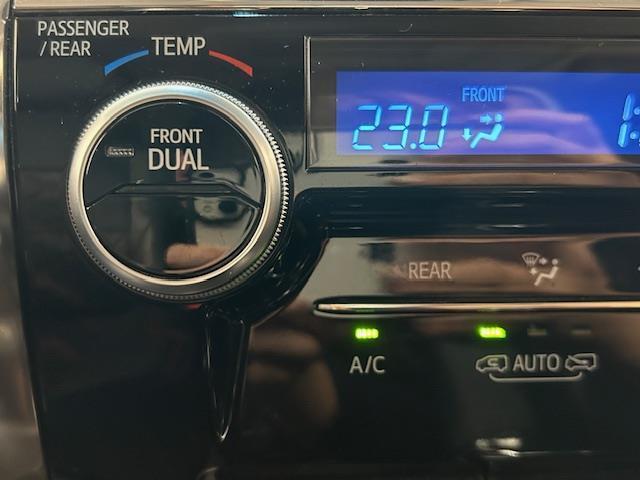 PASSENGER
/ REAR
TEMP
FRONT
DUAL
FRONT
23.0
REAR
A/C
AUTO